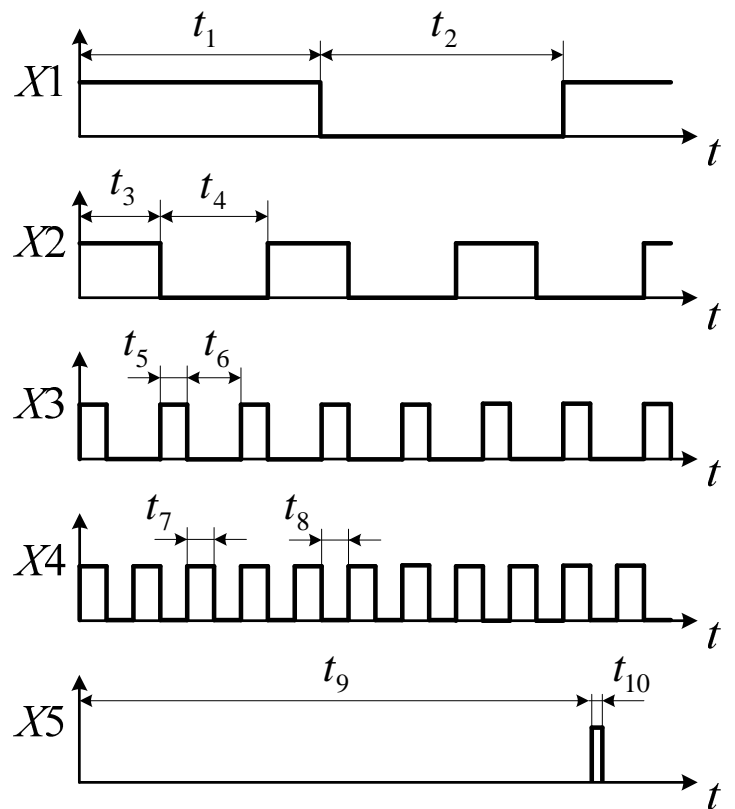 t₁ t₂
X1
t
t₃ t₄
X2
t
t₅ t₆
X3
t
t₇ t₈
X4
t
t₉ t₁₀
X5
t